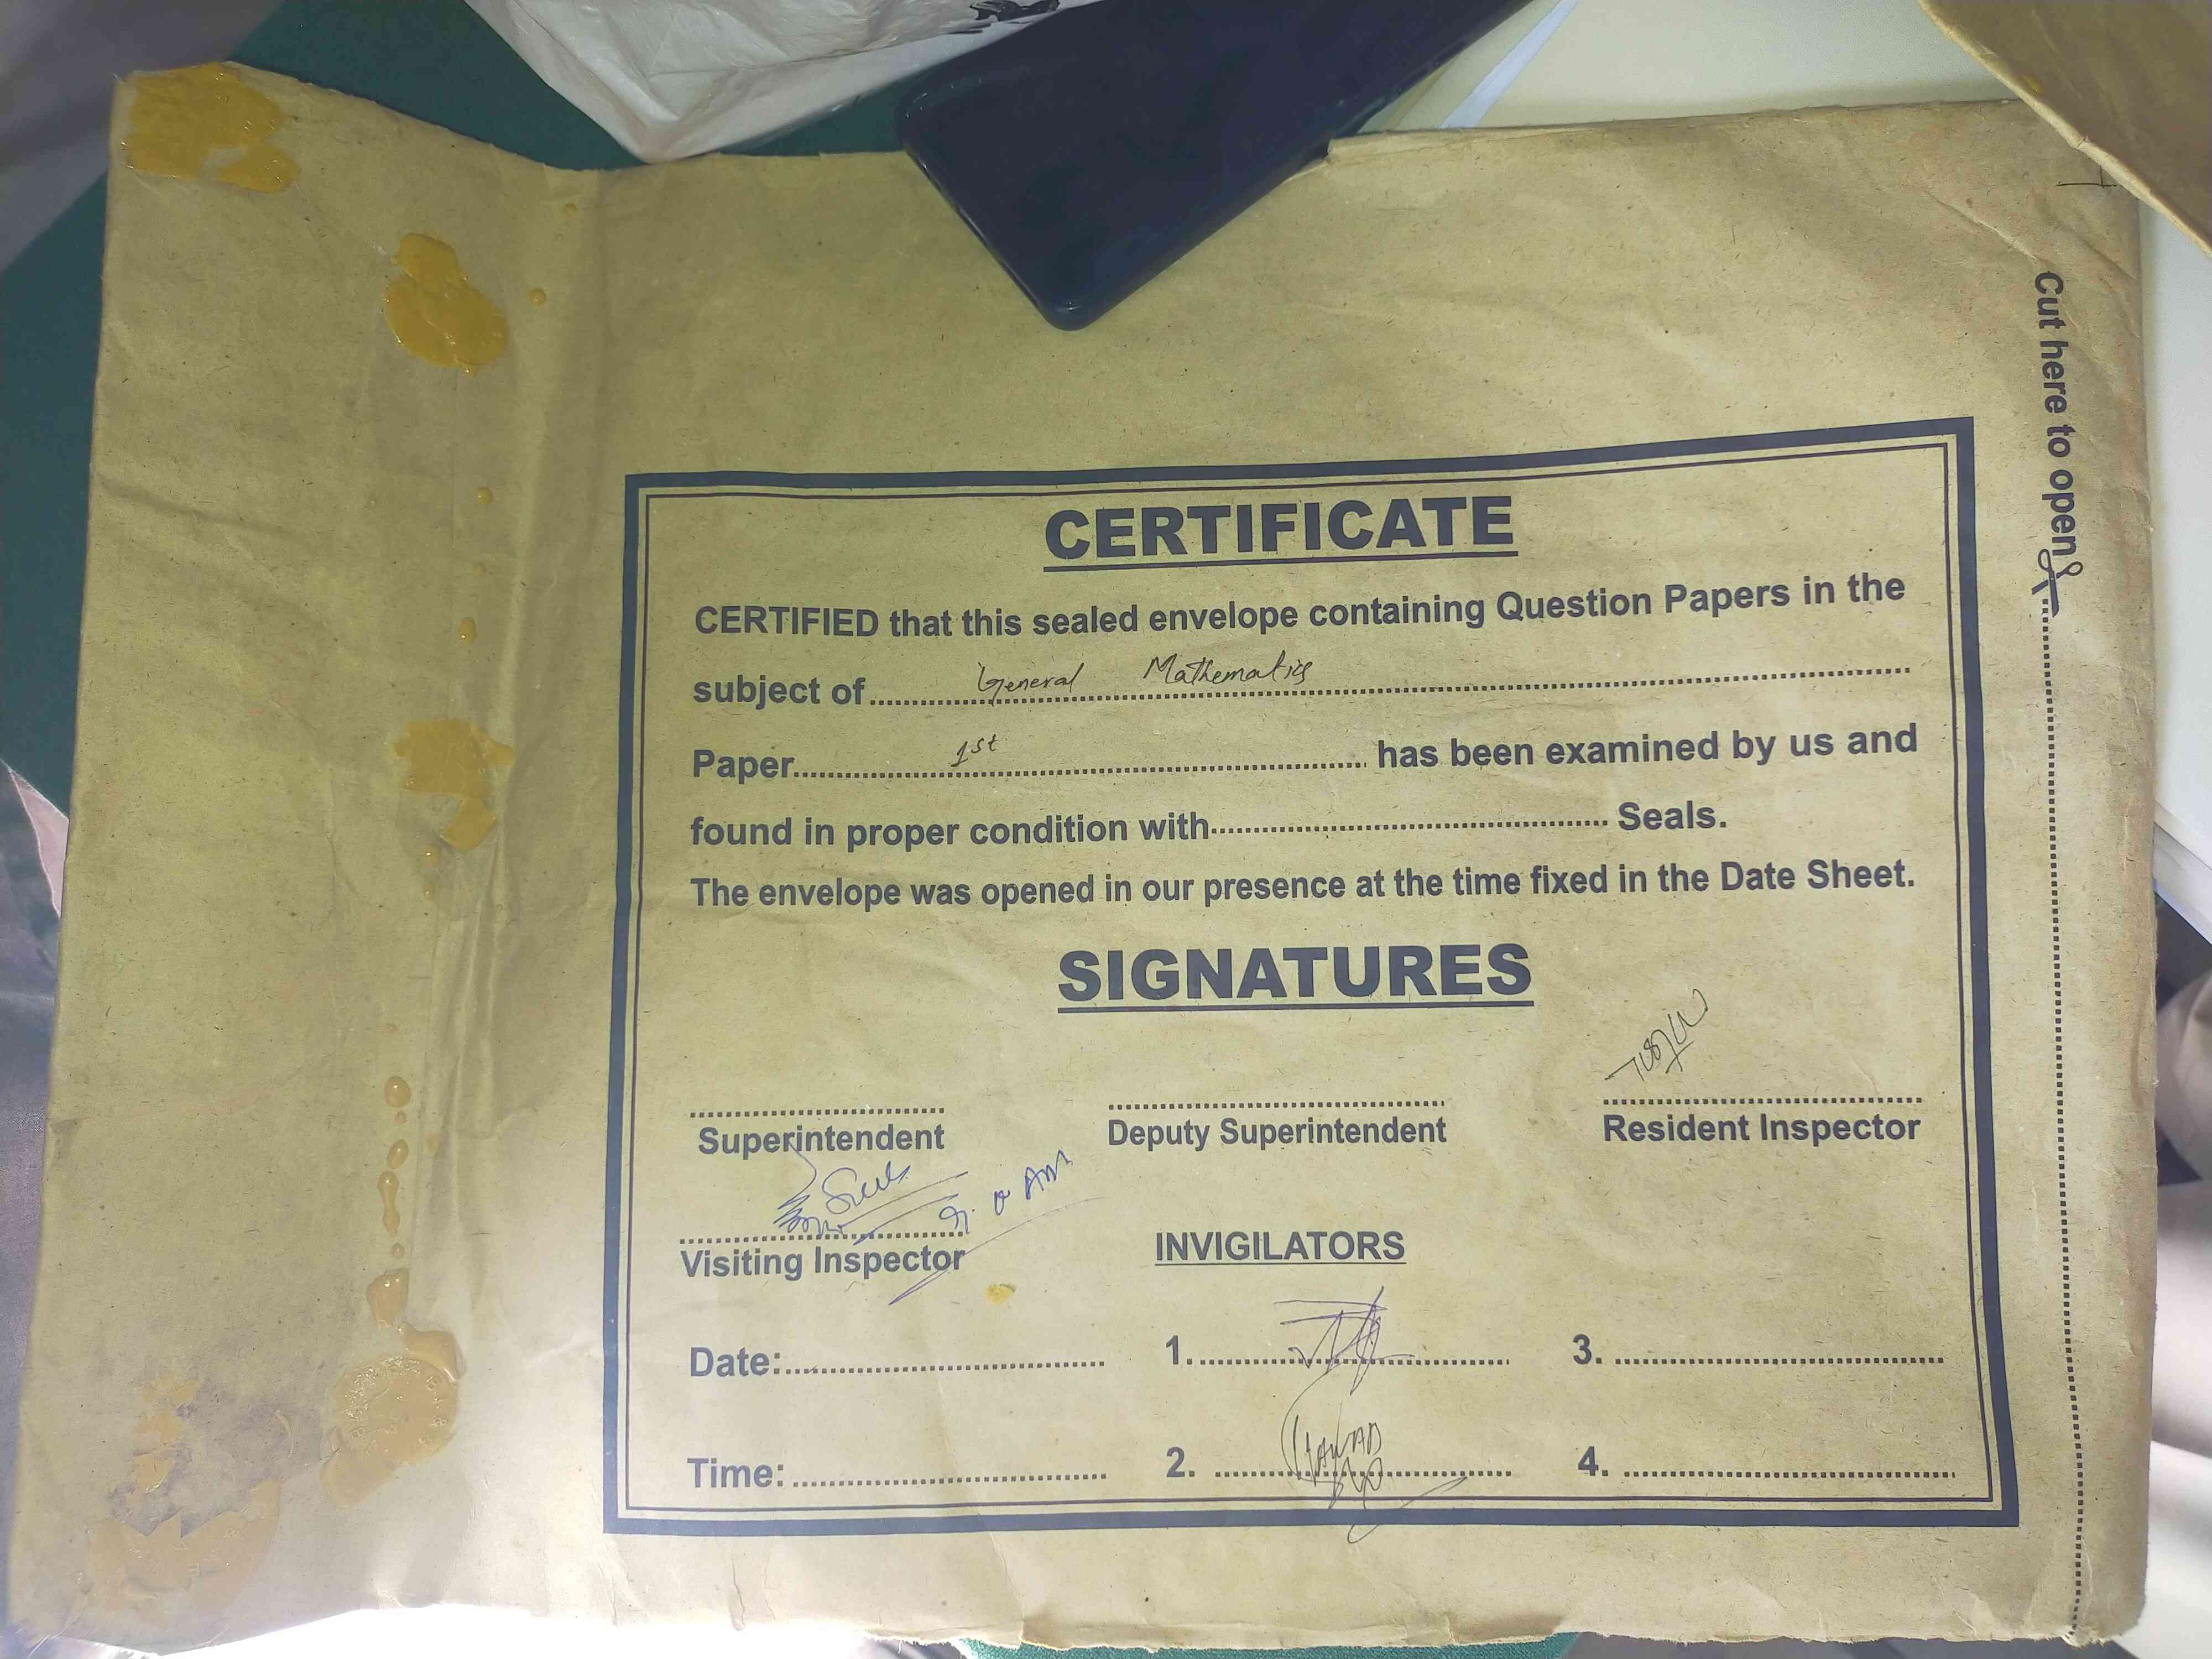 CERTIFICATE
CERTIFIED that this sealed envelope containing Question Papers in the
subject of General Mathematics
Paper 1st has been examined by us and
found in proper condition with Seals.
The envelope was opened in our presence at the time fixed in the Date Sheet.
SIGNATURES
Superintendent Deputy Superintendent Resident Inspector
Visiting Inspector INVIGILATORS
Date: 1. 3.
Time: 2. 4.
Cut here to open